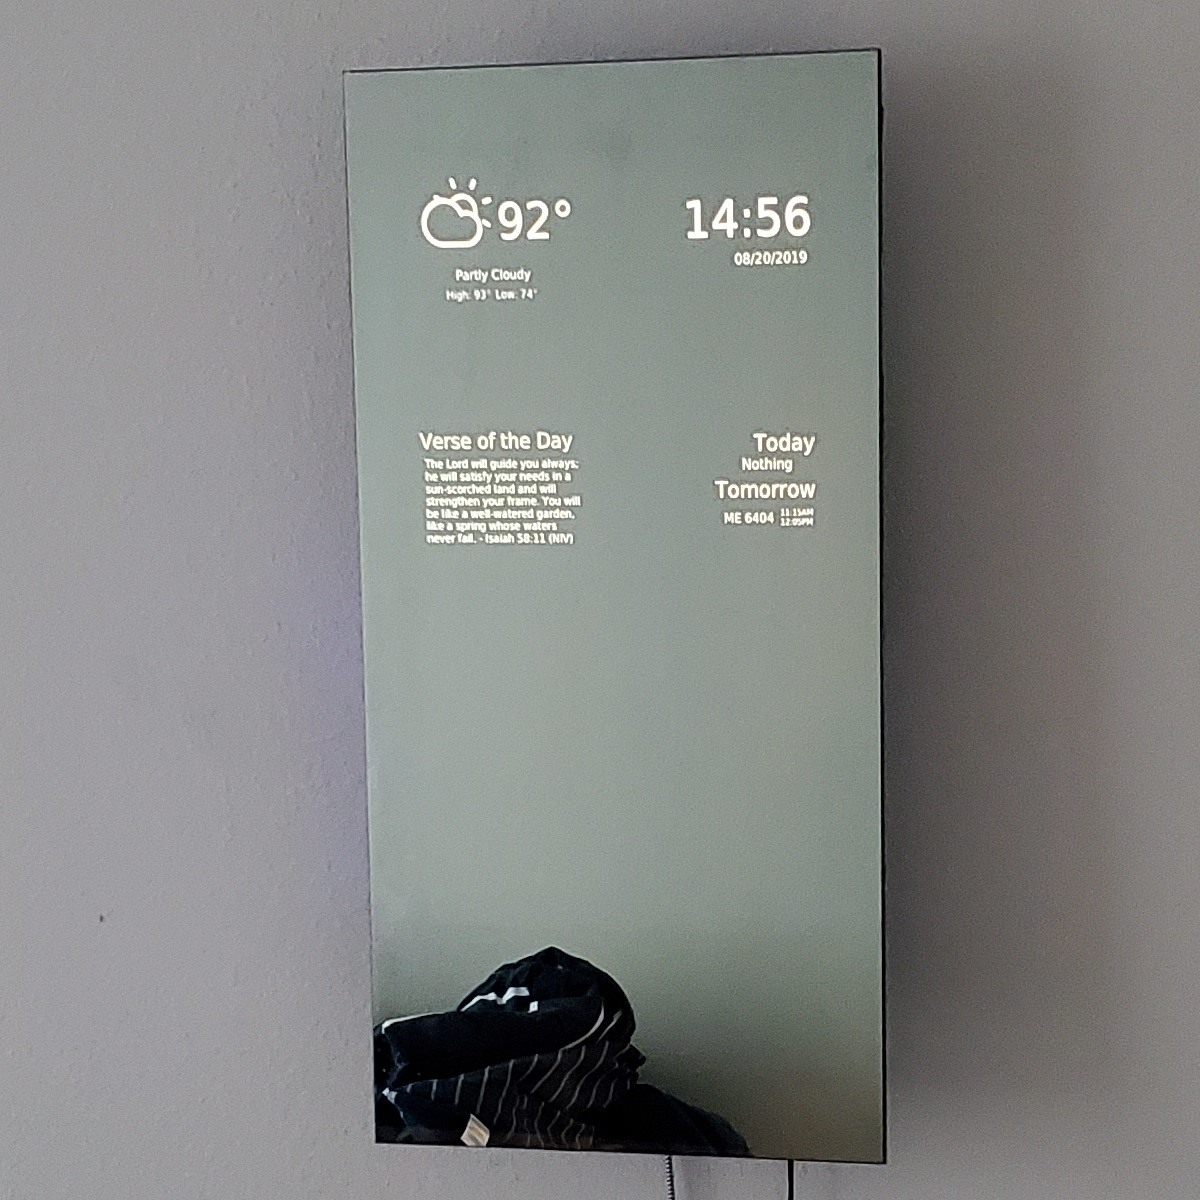 92°
Partly Cloudy
High: 93° Low: 74°
14:56
08/20/2019
Verse of the Day
The Lord will guide you always;
he will satisfy your needs in a
sun-scorched land and will
strengthen your frame. You will
be like a well-watered garden,
like a spring whose waters
never fail. - Isaiah 58:11 (NIV)
Today
Nothing
Tomorrow
ME 6404 11:15AM
12:05PM